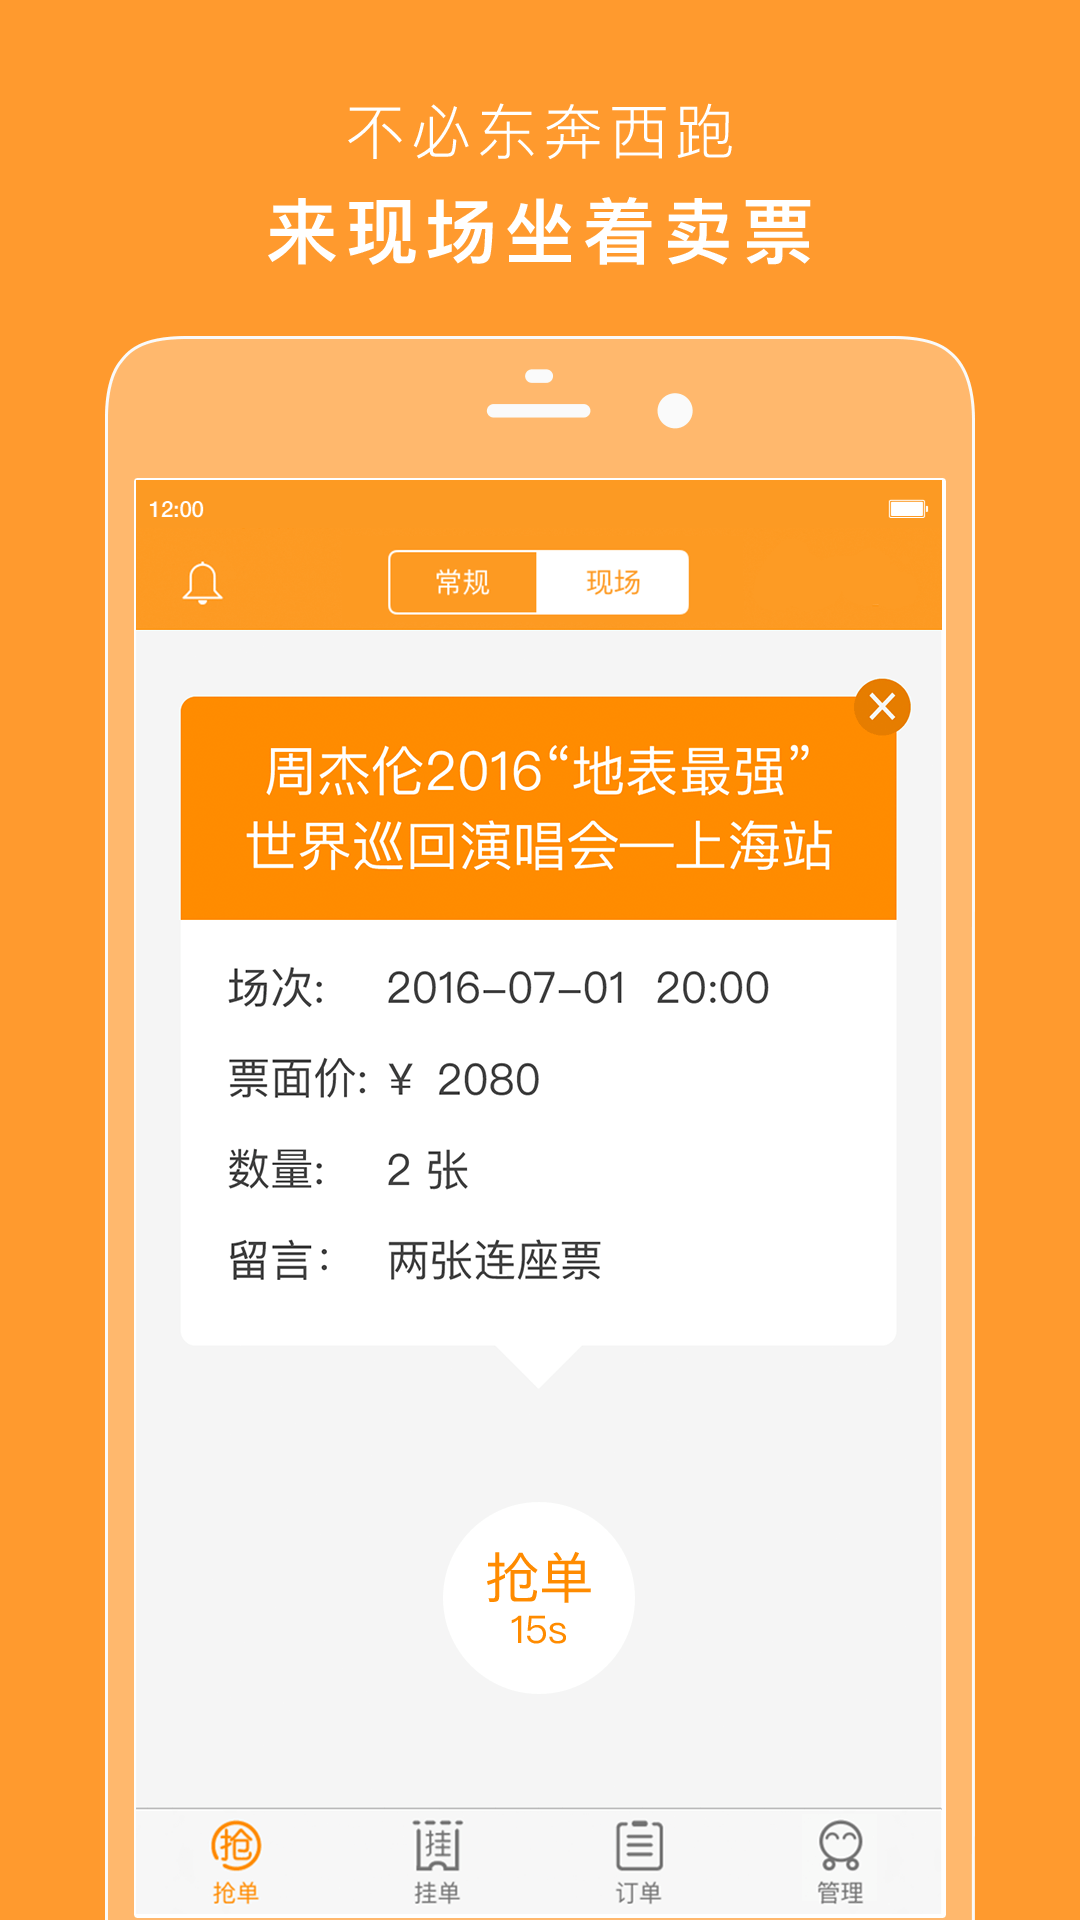 不必东奔西跑
来现场坐着卖票
12:00
常规 现场
周杰伦2016“地表最强”
世界巡回演唱会—上海站
场次: 2016-07-01 20:00
票面价: ¥ 2080
数量: 2 张
留言: 两张连座票
抢单
15s
抢 挂
抢单 挂单 订单 管理